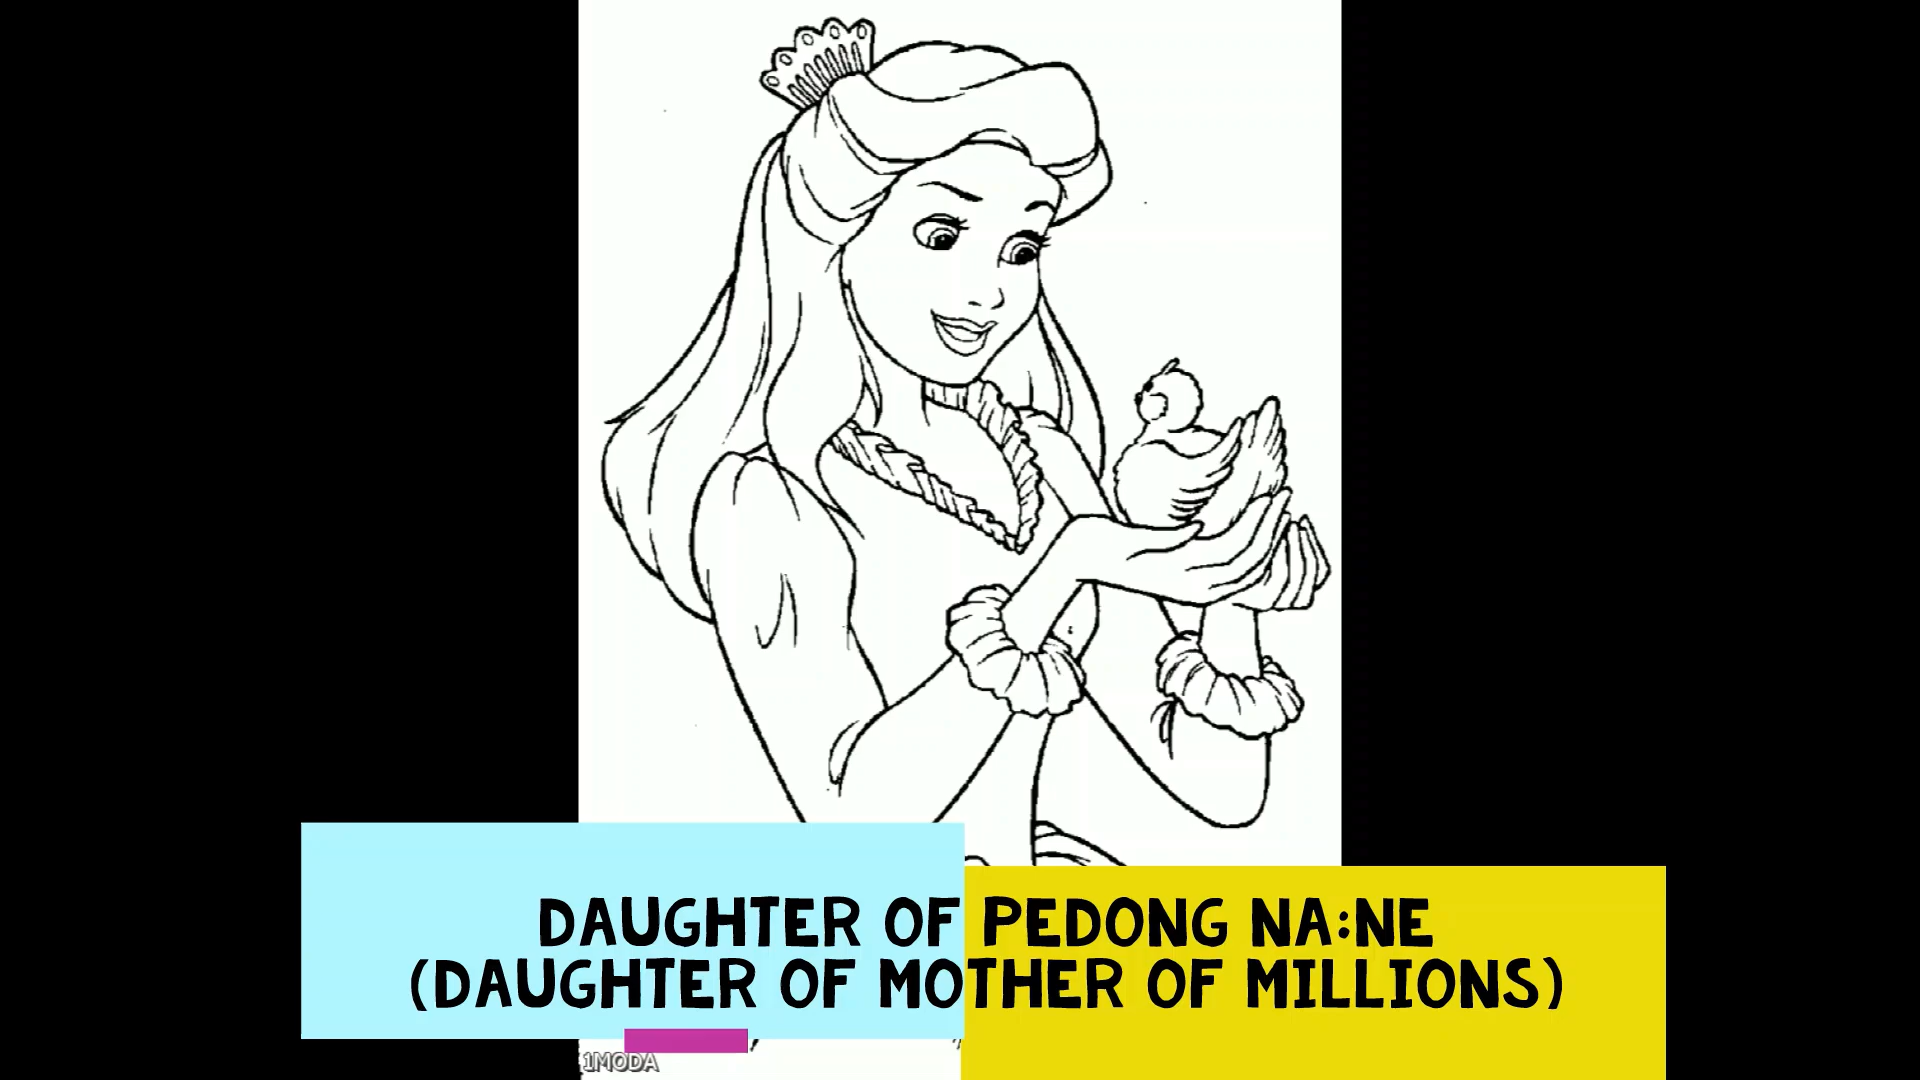 DAUGHTER OF PEDONG NA:NE
(DAUGHTER OF MOTHER OF MILLIONS)
1MODA